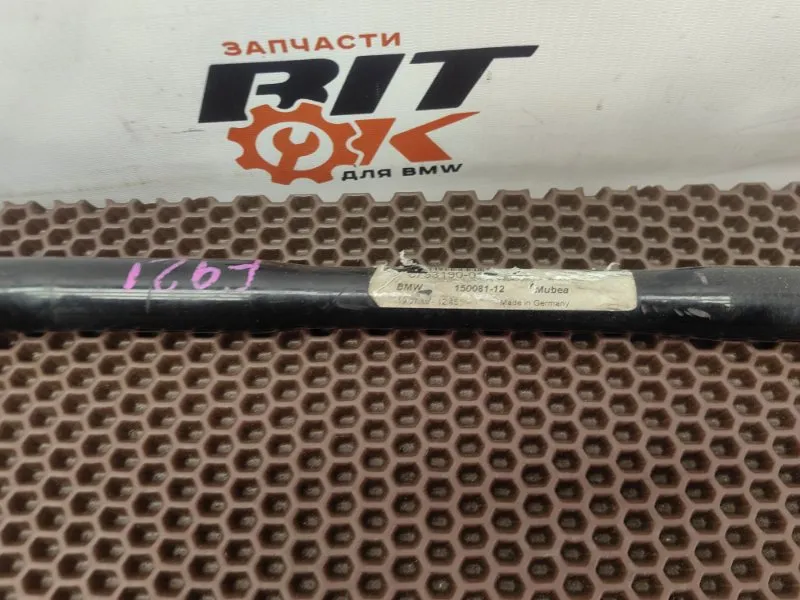 ЗАПЧАСТИ
BIT
OK
ДЛЯ BMW
BMW 150081-12 Mubea
Made in Germany